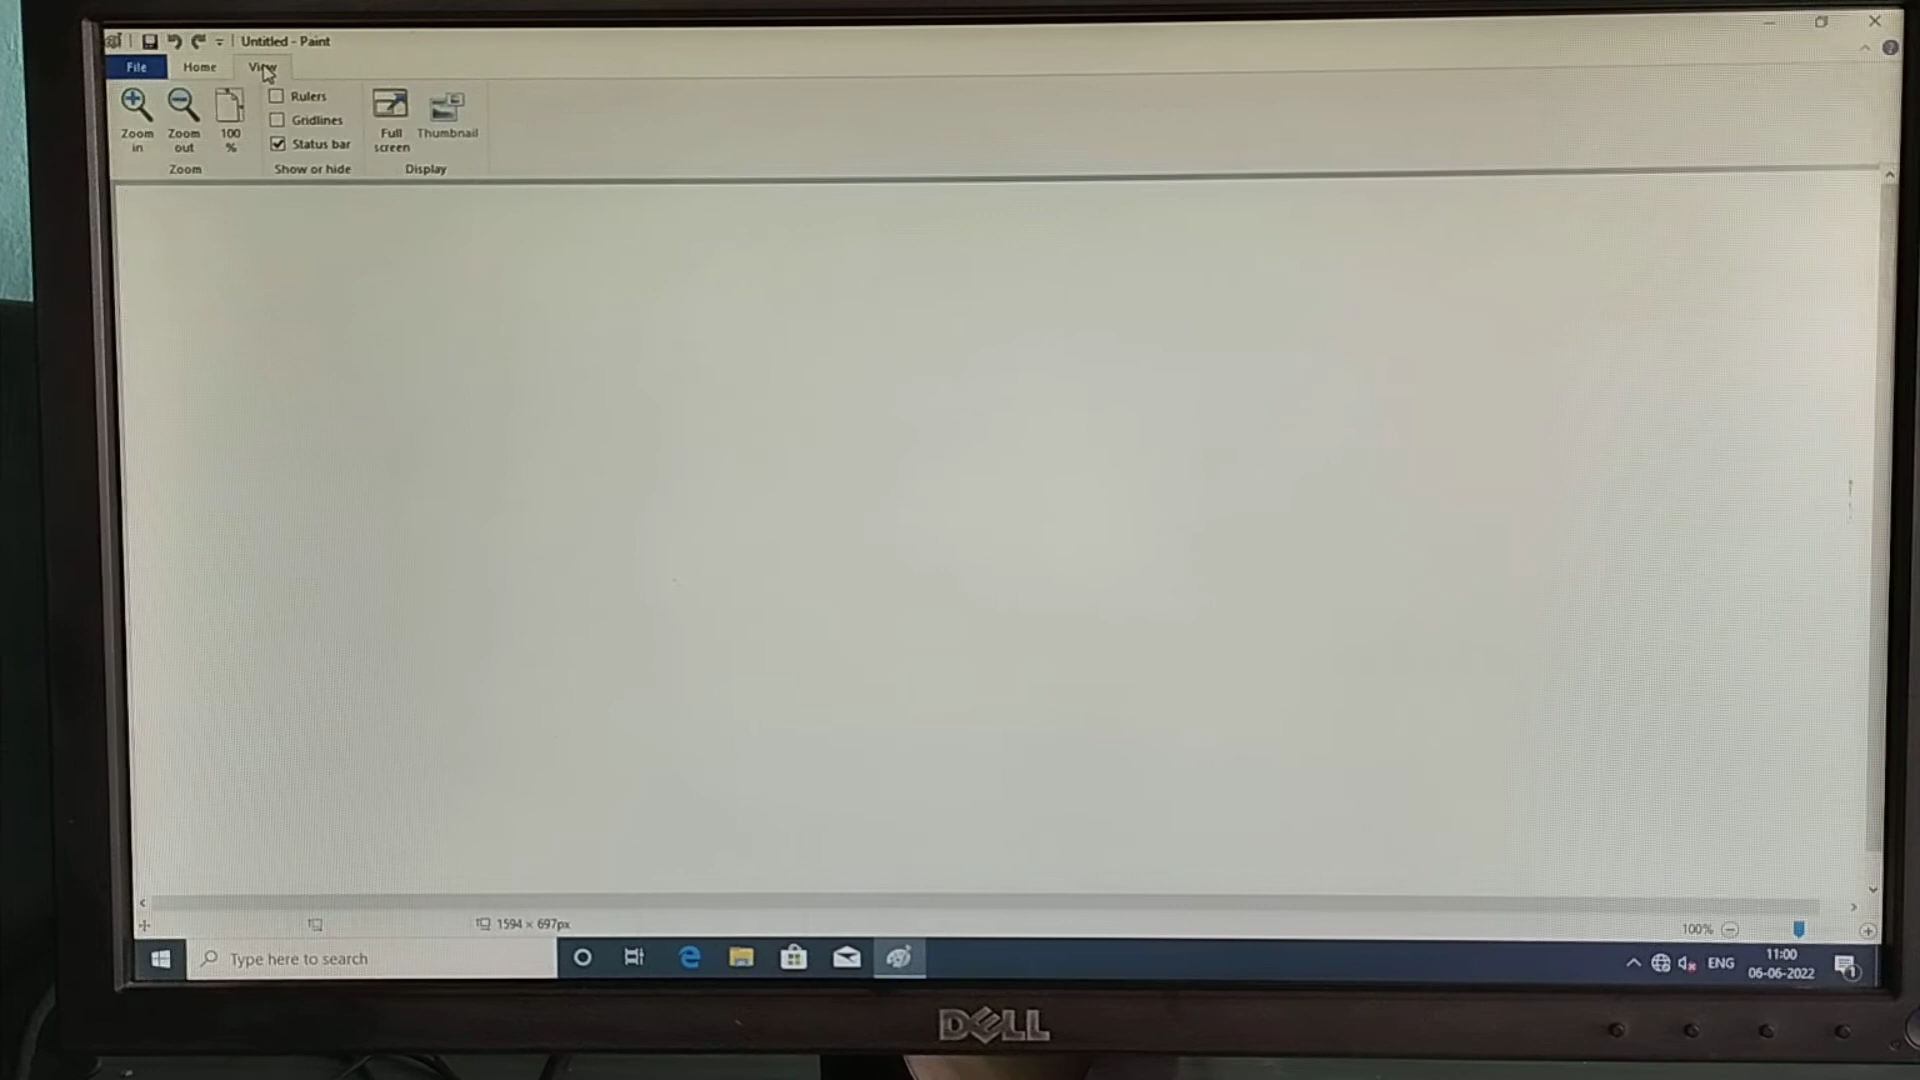 Untitled - Paint
File Home View
Zoom in
Zoom out
100 %
Rulers
Gridlines
Status bar
Full screen
Thumbnail
Zoom Show or hide Display
1594 × 697px
100%
Type here to search
ENG
11:00
06-06-2022
1
DELL